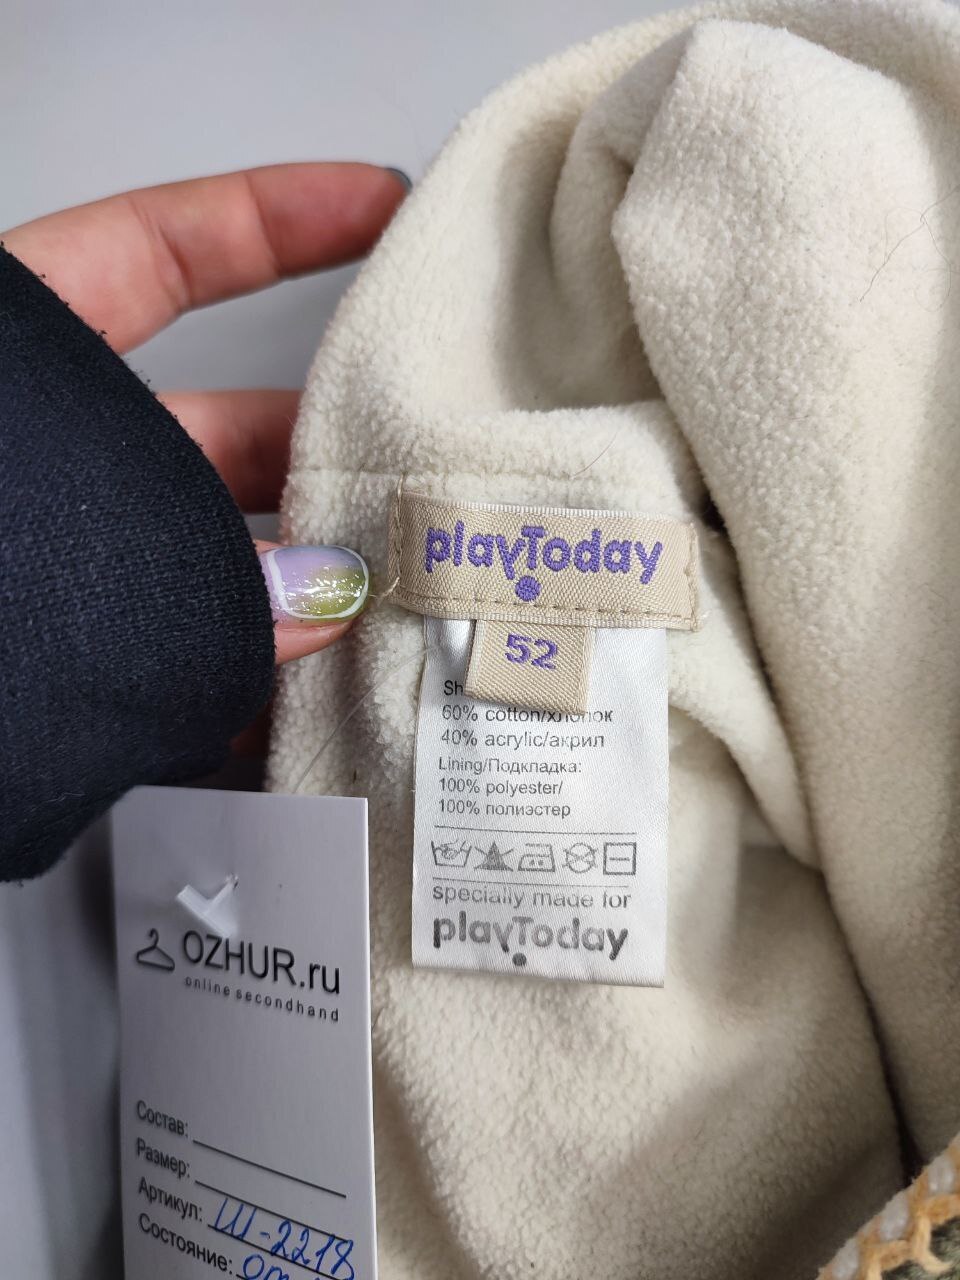 playToday
52
60% cotton/хлопок
40% acrylic/акрил
Lining/Подкладка:
100% polyester/
100% полиэстер
specially made for
playToday
OZHUR.ru
online secondhand
Состав:
Размер:
Артикул: Ш-2218
Состояние: